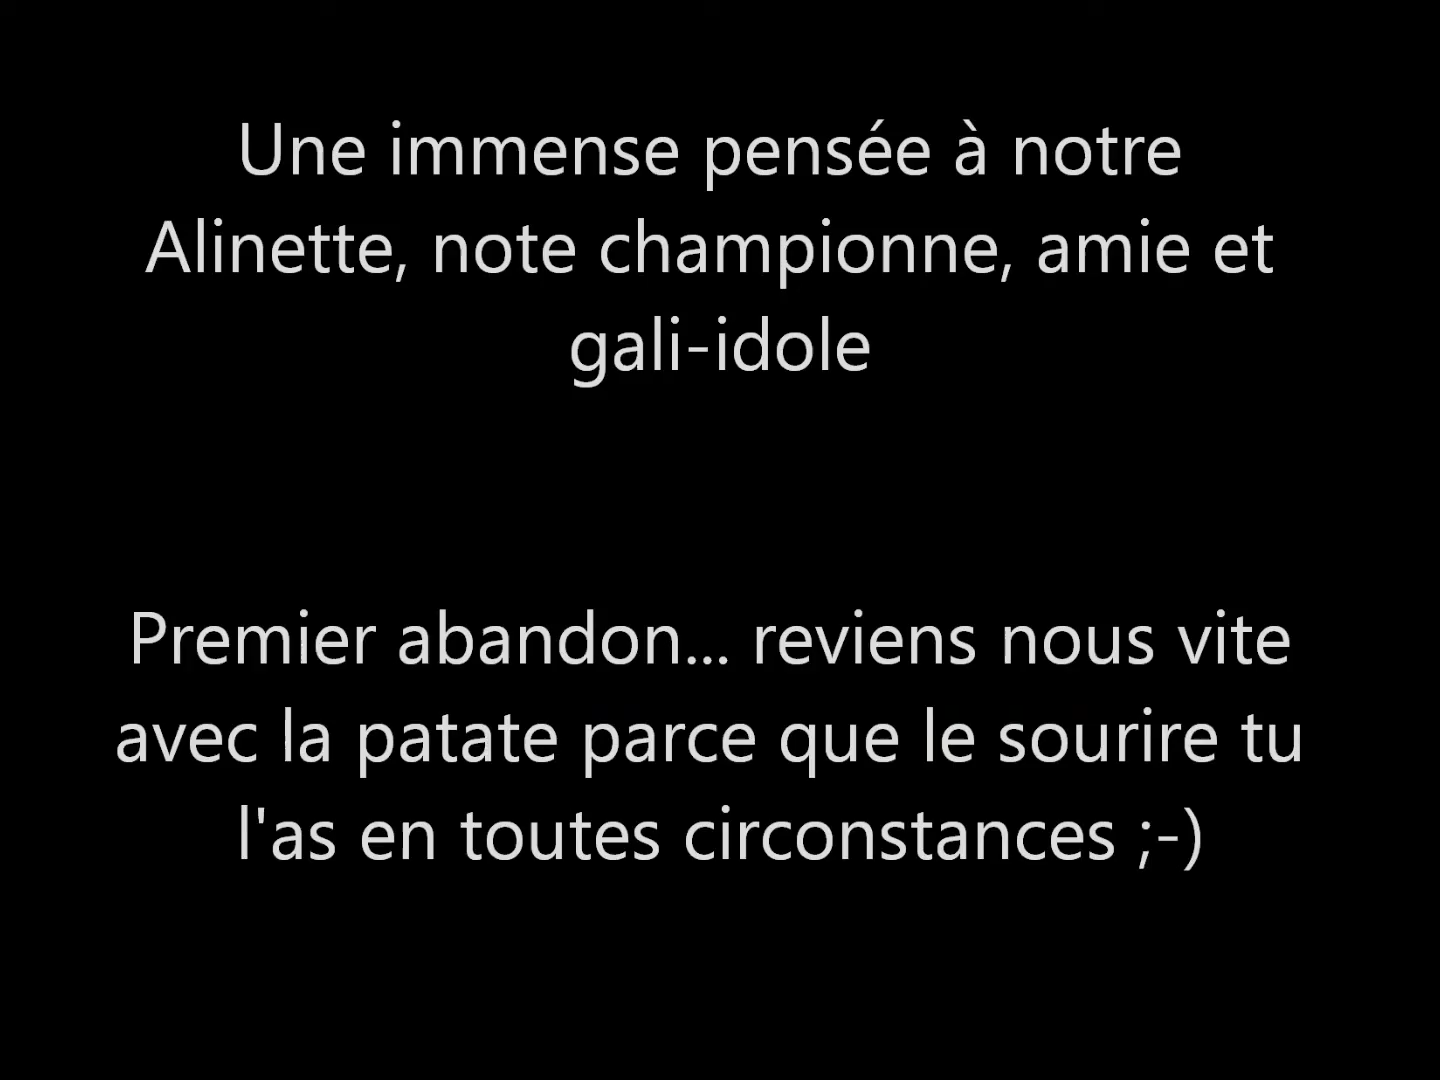 Une immense pensée à notre
Alinette, note championne, amie et
gali-idole
Premier abandon... reviens nous vite
avec la patate parce que le sourire tu
l'as en toutes circonstances ;-)